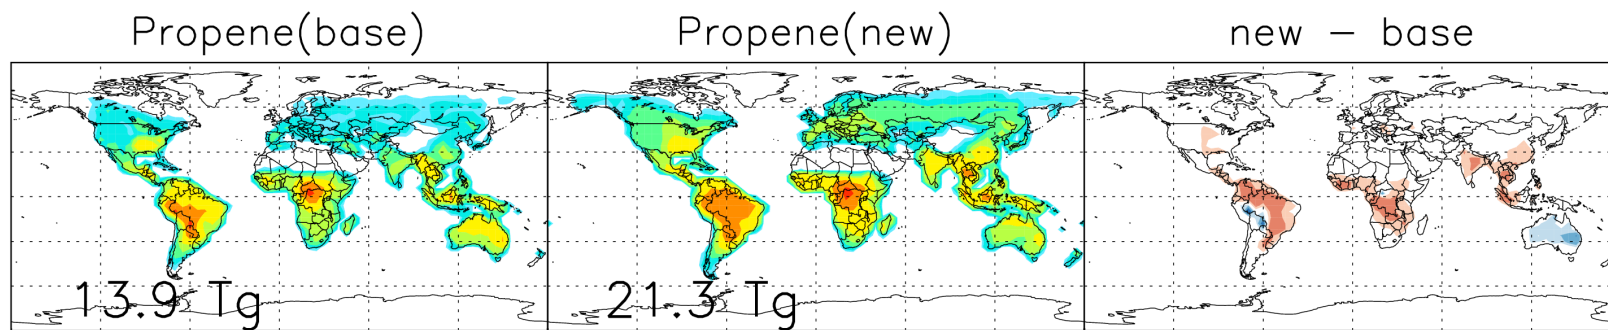 Propene(base)
Propene(new)
new − base
13.9 Tg
21.3 Tg